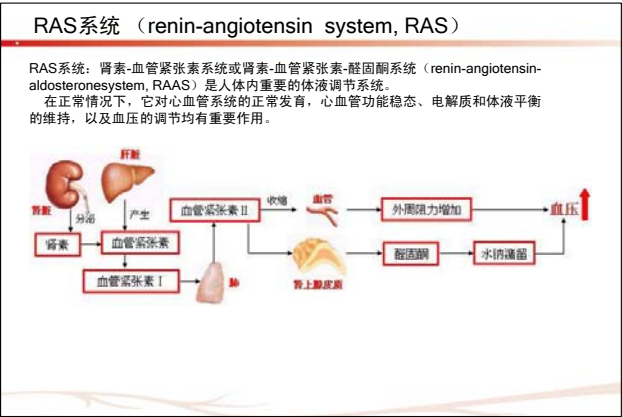 RAS系统 （renin-angiotensin system, RAS）
RAS系统：肾素-血管紧张素系统或肾素-血管紧张素-醛固酮系统（renin-angiotensin-
aldosteronesystem, RAAS）是人体内重要的体液调节系统。
在正常情况下，它对心血管系统的正常发育，心血管功能稳态、电解质和体液平衡
的维持，以及血压的调节均有重要作用。
肝脏
肾脏
分泌
产生
血管紧张素 II
收缩
血管
外周阻力增加
血压
肾素
血管紧张素
血管紧张素 I
肺
肾上腺皮质
醛固酮
水钠潴留